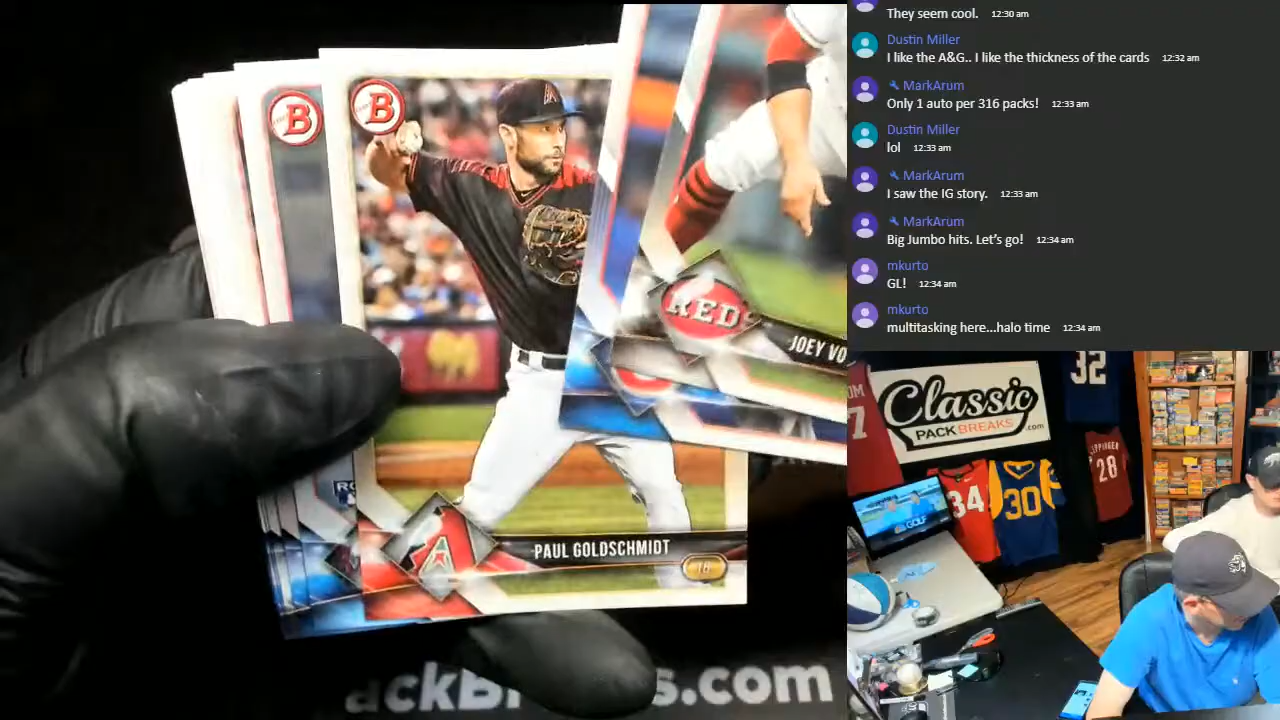 They seem cool. 12:30 am
Dustin Miller
I like the A&G.. I like the thickness of the cards 12:32 am
MarkArum
Only 1 auto per 316 packs! 12:33 am
Dustin Miller
lol 12:33 am
MarkArum
I saw the IG story. 12:33 am
MarkArum
Big Jumbo hits. Let's go! 12:34 am
mkurto
GL! 12:34 am
mkurto
multitasking here...halo time 12:34 am
B
B
A
REDS
JOEY VO
RC
A
PAUL GOLDSCHMIDT
Classic
PACK BREAKS.com
32
7
34
30
28
GOLF